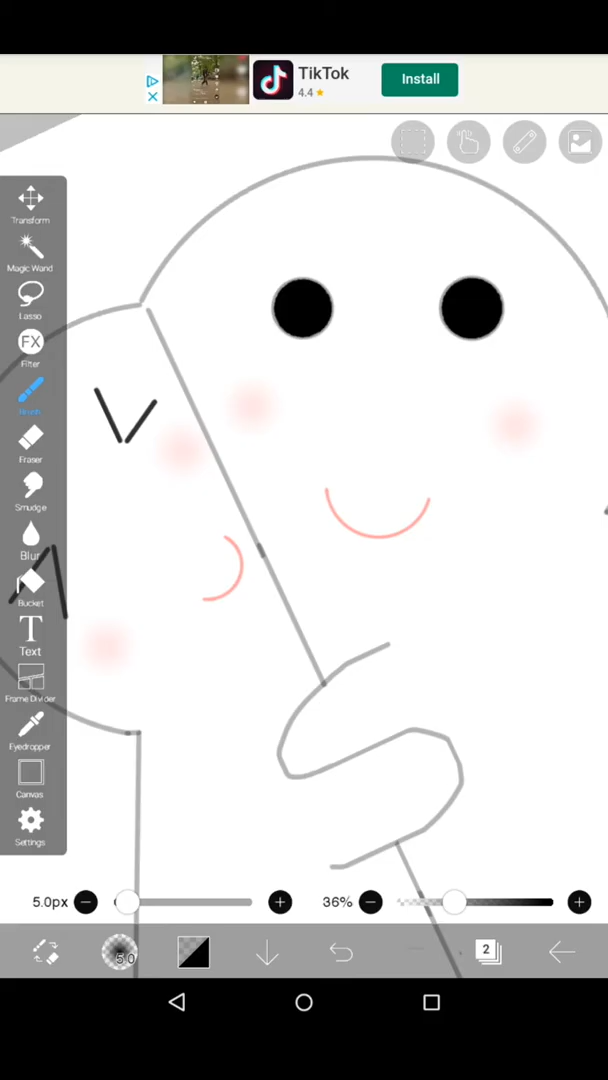 TikTok
Install
4.4 ★
Transform
Magic Wand
Lasso
FX
Filter
Brush
Eraser
Smudge
Blur
Bucket
T
Text
Frame Divider
Eyedropper
Canvas
Settings
5.0px
36%
5.0
2